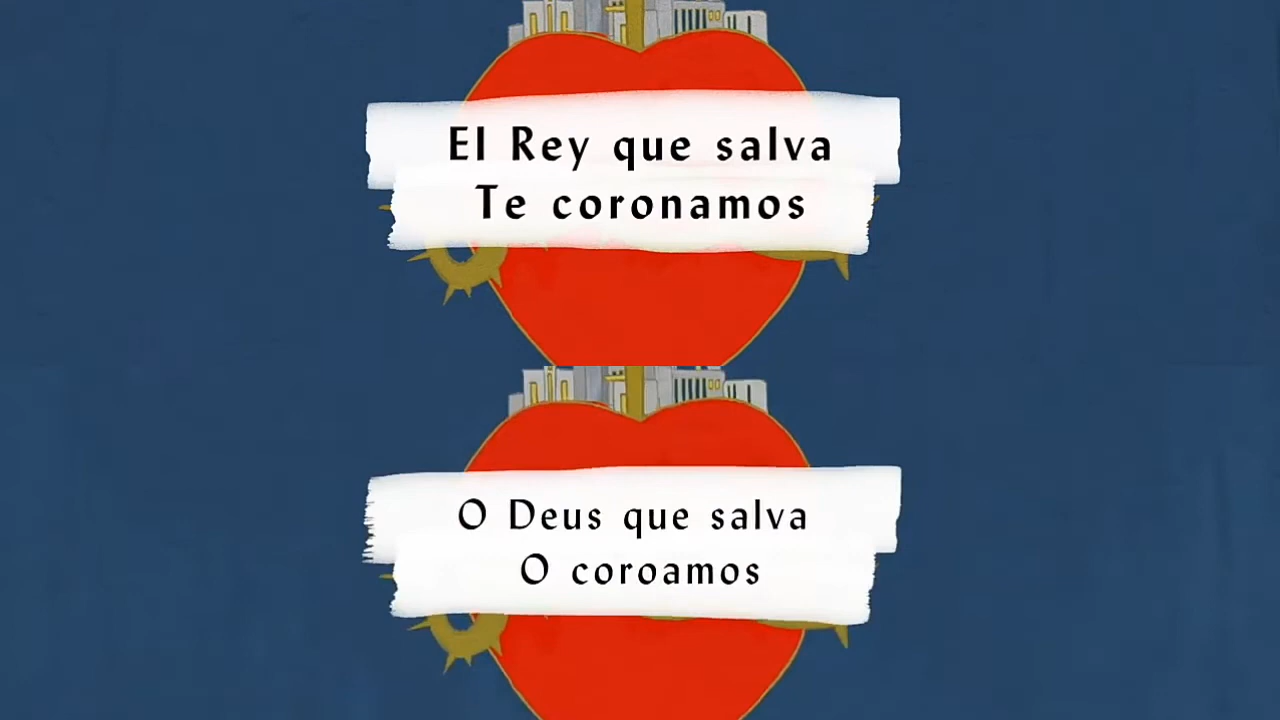 El Rey que salva
Te coronamos
O Deus que salva
O coroamos